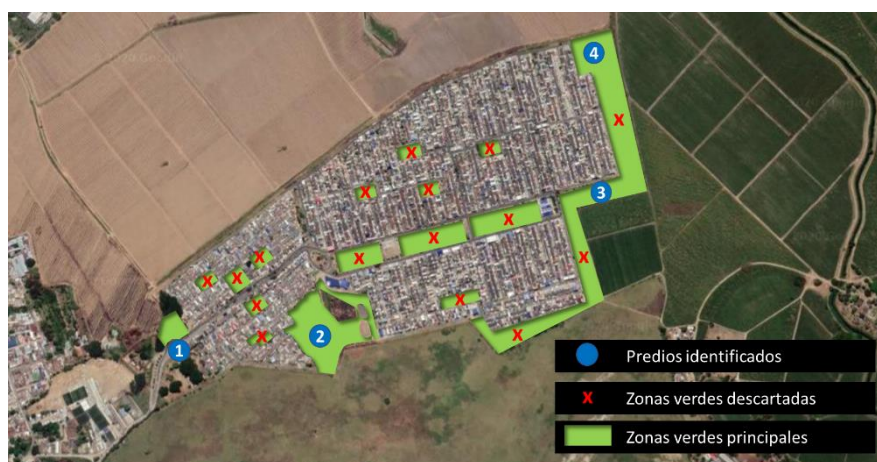 4
X
X
X
X
X
3
X
X
X
X
X
X
X
X
X
X
X
2
X
1
Predios identificados
X Zonas verdes descartadas
Zonas verdes principales